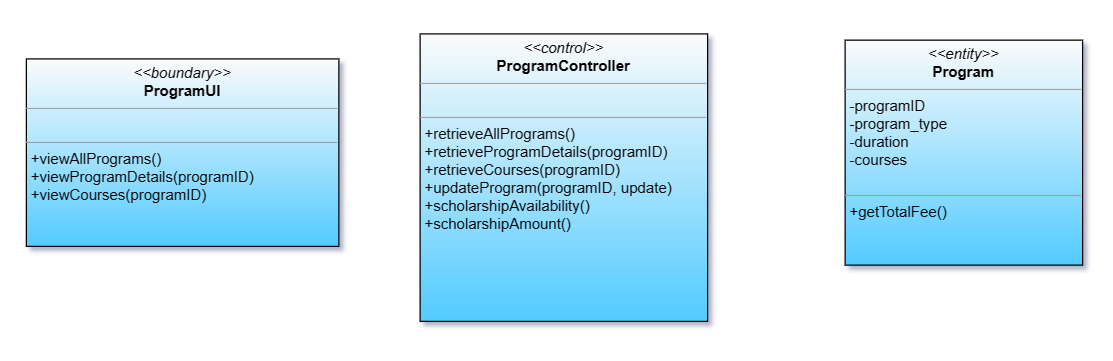 <<boundary>>
ProgramUI
+viewAllPrograms()
+viewProgramDetails(programID)
+viewCourses(programID)
<<control>>
ProgramController
+retrieveAllPrograms()
+retrieveProgramDetails(programID)
+retrieveCourses(programID)
+updateProgram(programID, update)
+scholarshipAvailability()
+scholarshipAmount()
<<entity>>
Program
-programID
-program_type
-duration
-courses
+getTotalFee()